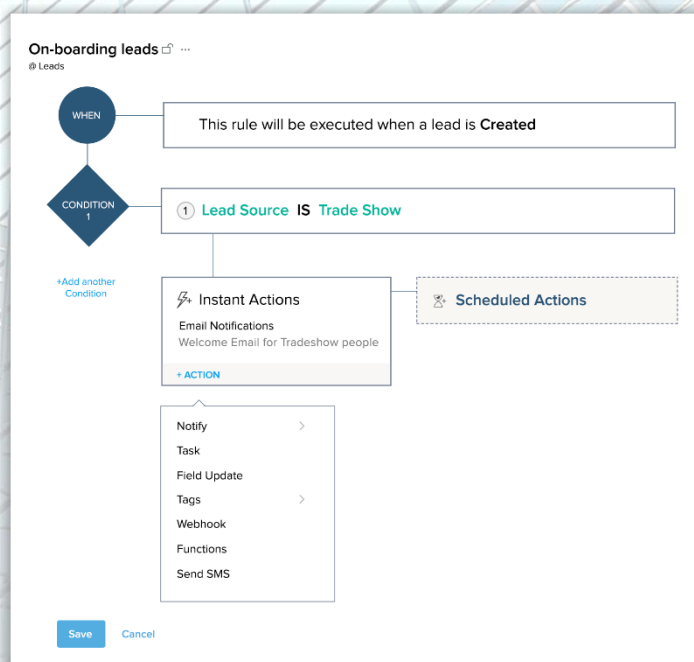 On-boarding leads ...
@ Leads
WHEN
This rule will be executed when a lead is Created
CONDITION
1
1 Lead Source IS Trade Show
+Add another
Condition
Instant Actions
Scheduled Actions
Email Notifications
Welcome Email for Tradeshow people
+ ACTION
Notify
Task
Field Update
Tags
Webhook
Functions
Send SMS
Save Cancel